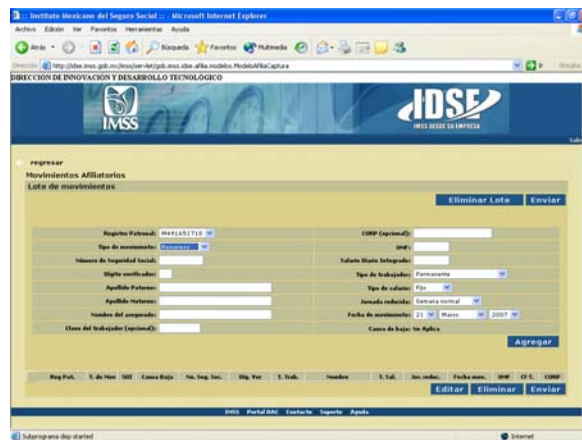 :: Instituto Mexicano del Seguro Social :: - Microsoft Internet Explorer
Archivo Edición Ver Favoritos Herramientas Ayuda
Atrás Búsqueda Favoritos Multimedia
DIRECCIÓN DE INNOVACIÓN Y DESARROLLO TECNOLÓGICO
IMSS
IDSE
IMSS DESDE SU EMPRESA
regresar
Movimientos Afiliatorios
Lote de movimientos
Eliminar Lote Enviar
Registro Patronal: CURP (opcional):
Tipo de movimiento: Reingreso UMF:
Número de Seguridad Social: Salario Diario Integrado:
Dígito verificador: Tipo de trabajador: Permanente
Apellido Paterno: Tipo de salario: Fijo
Apellido Materno: Jornada reducida: Semana normal
Nombre del asegurado: Fecha de movimiento: 21 Marzo 2007
Clave del trabajador (opcional): Causa de baja: No Aplica
Agregar
Reg Pat. T. de Mov SDI Causa Baja No. Seg. Soc. Dig. Ver T. Trab. Nombre T. Sal. Jor. reduc. Fecha mov. UMF CURP
Editar Eliminar Enviar
IMSS Portal DAC Contacto Soporte Ayuda
Subprograma disp started Internet